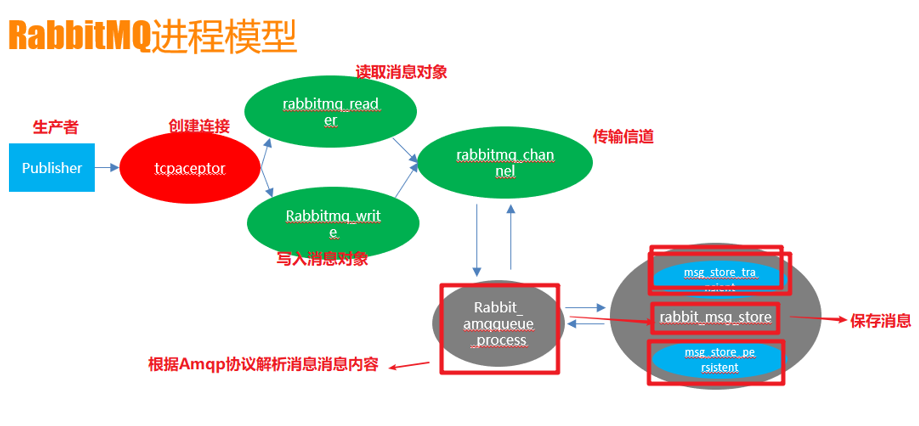 RabbitMQ进程模型
读取消息对象
rabbitmq_read
er
生产者
创建连接
传输信道
Publisher
tcpaceptor
rabbitmq_chan
nel
Rabbitmq_writ
e
写入消息对象
msg_store_tra
nsient
Rabbit_
amqqueue
_process
rabbit_msg_store
保存消息
msg_store_pe
rsistent
根据Amqp协议解析消息消息内容